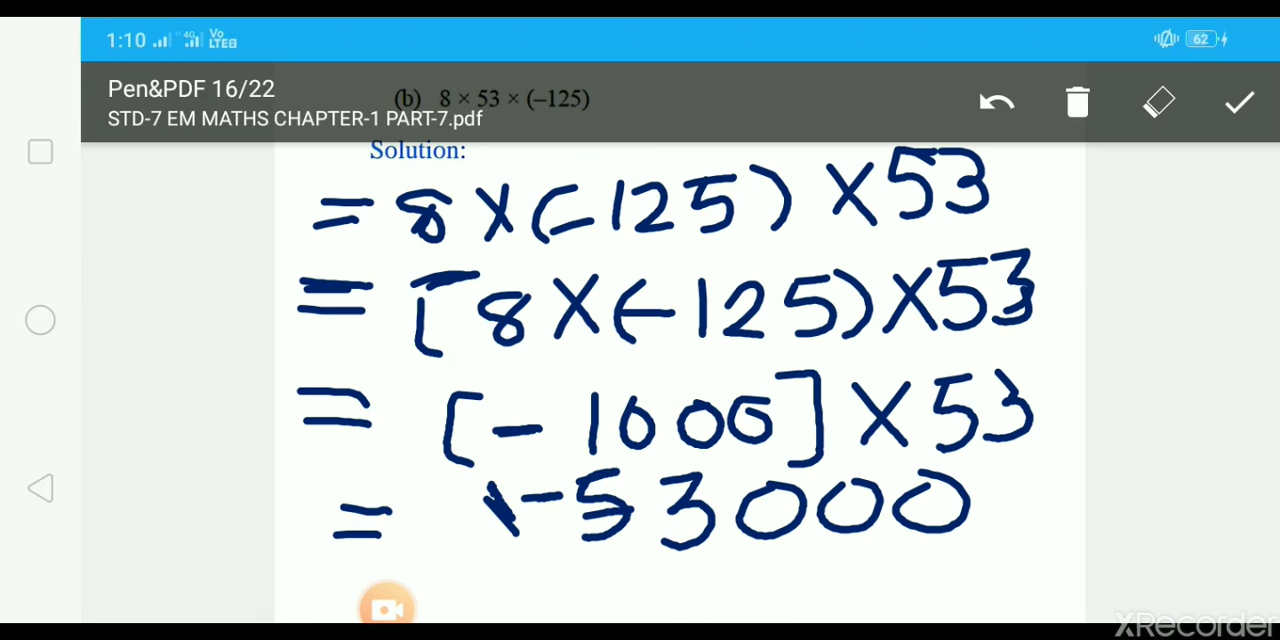 1:10 4G Vo LTE 62
Pen&PDF 16/22
(b) 8 × 53 × (–125)
STD-7 EM MATHS CHAPTER-1 PART-7.pdf
Solution:
= 8 × (-125) × 53
= [8 × (-125) × 53
= [-1000] × 53
= -53000
XRecorder